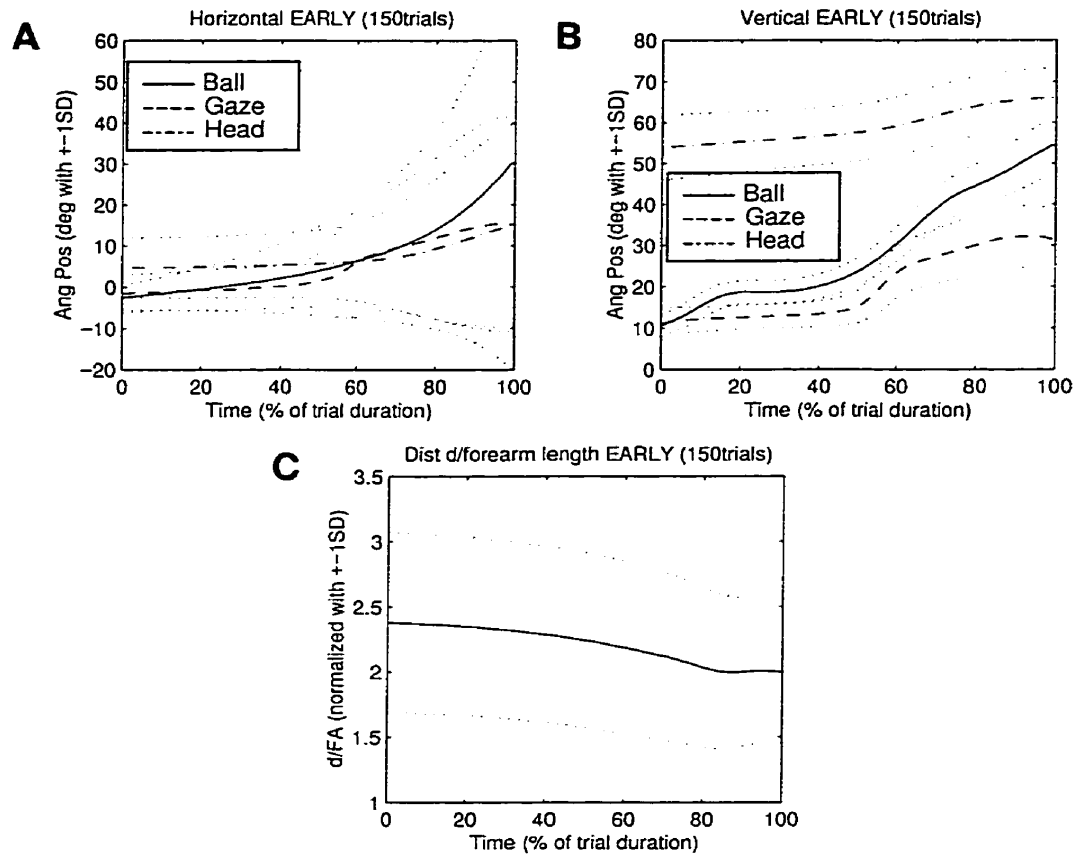 A
Horizontal EARLY (150trials)
60
50
40
30
20
10
0
−10
−20
Ang Pos (deg with +−1SD)
Ball
Gaze
Head
0 20 40 60 80 100
Time (% of trial duration)
B
Vertical EARLY (150trials)
80
70
60
50
40
30
20
10
0
Ang Pos (deg with +−1SD)
Ball
Gaze
Head
0 20 40 60 80 100
Time (% of trial duration)
C
Dist d/forearm length EARLY (150trials)
3.5
3
2.5
2
1.5
1
d/FA (normalized with +−1SD)
0 20 40 60 80 100
Time (% of trial duration)